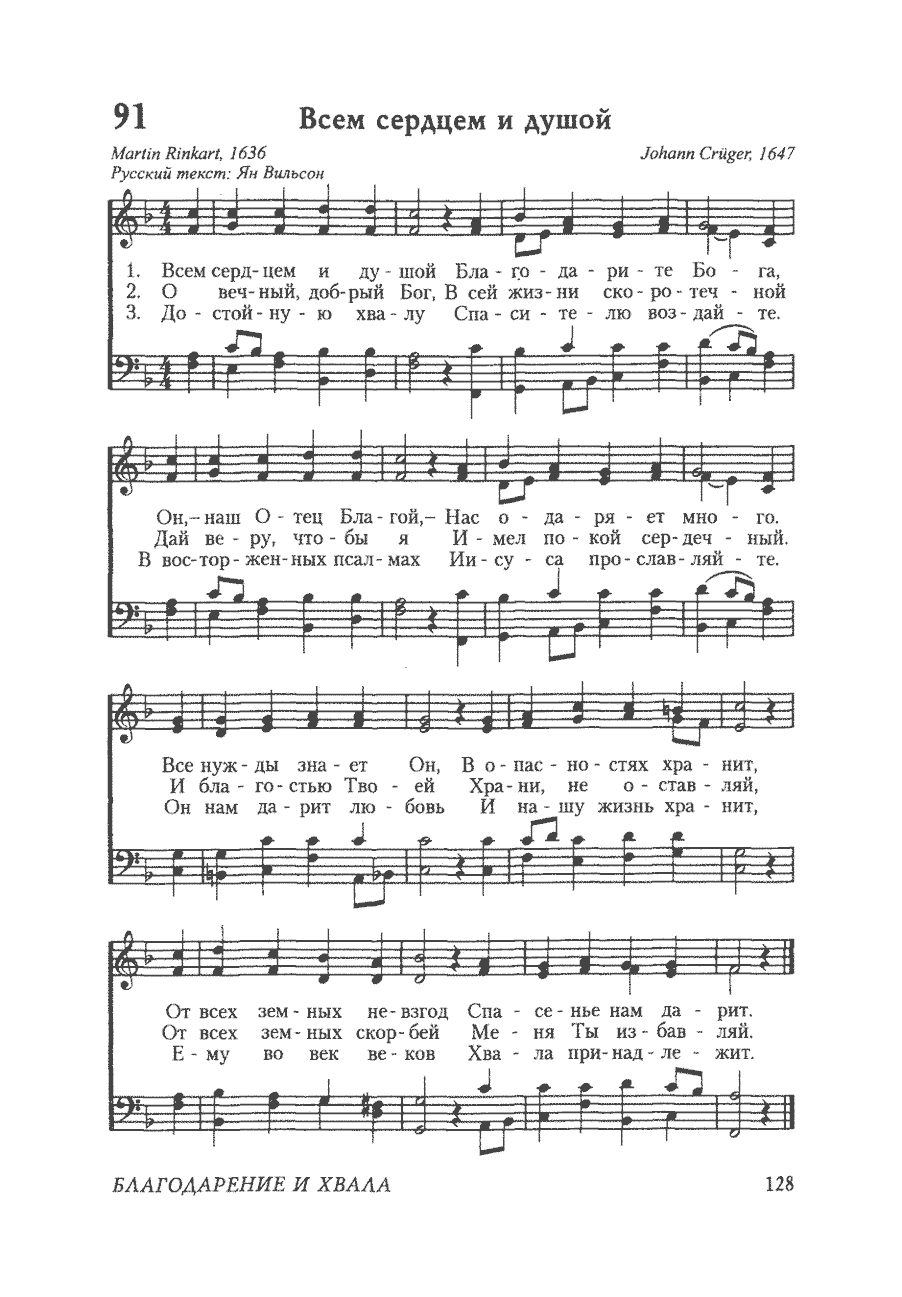 91 Всем сердцем и душой
Martin Rinkart, 1636 Johann Crüger, 1647
Русский текст: Ян Вильсон
1. Всем серд- цем и ду - шой Бла - го - да - ри - те Бо - га,
2. О веч- ный, доб- рый Бог, В сей жиз - ни ско - ро - теч - ной
3. До - стой - ну - ю хва - лу Спа - си - те - лю воз - дай - те.
Он,– наш О - тец Бла - гой,– Нас о - да - ря - ет мно - го.
Дай ве - ру, что - бы я И - мел по - кой сер- деч - ный.
В вос- тор - жен- ных псал- мах Ии - су - са про - слав- ляй - те.
Все нуж - ды зна - ет Он, В о - пас - но - стях хра - нит,
И бла - го - стью Тво - ей Хра - ни, не о - став - ляй,
Он нам да - рит лю - бовь И на - шу жизнь хра - нит,
От всех зем - ных не- взгод Спа - се - нье нам да - рит.
От всех зем- ных скор- бей Ме - ня Ты из - бав - ляй.
Е - му во век ве - ков Хва - ла при- над - ле - жит.
БЛАГОДАРЕНИЕ И ХВАЛА 128